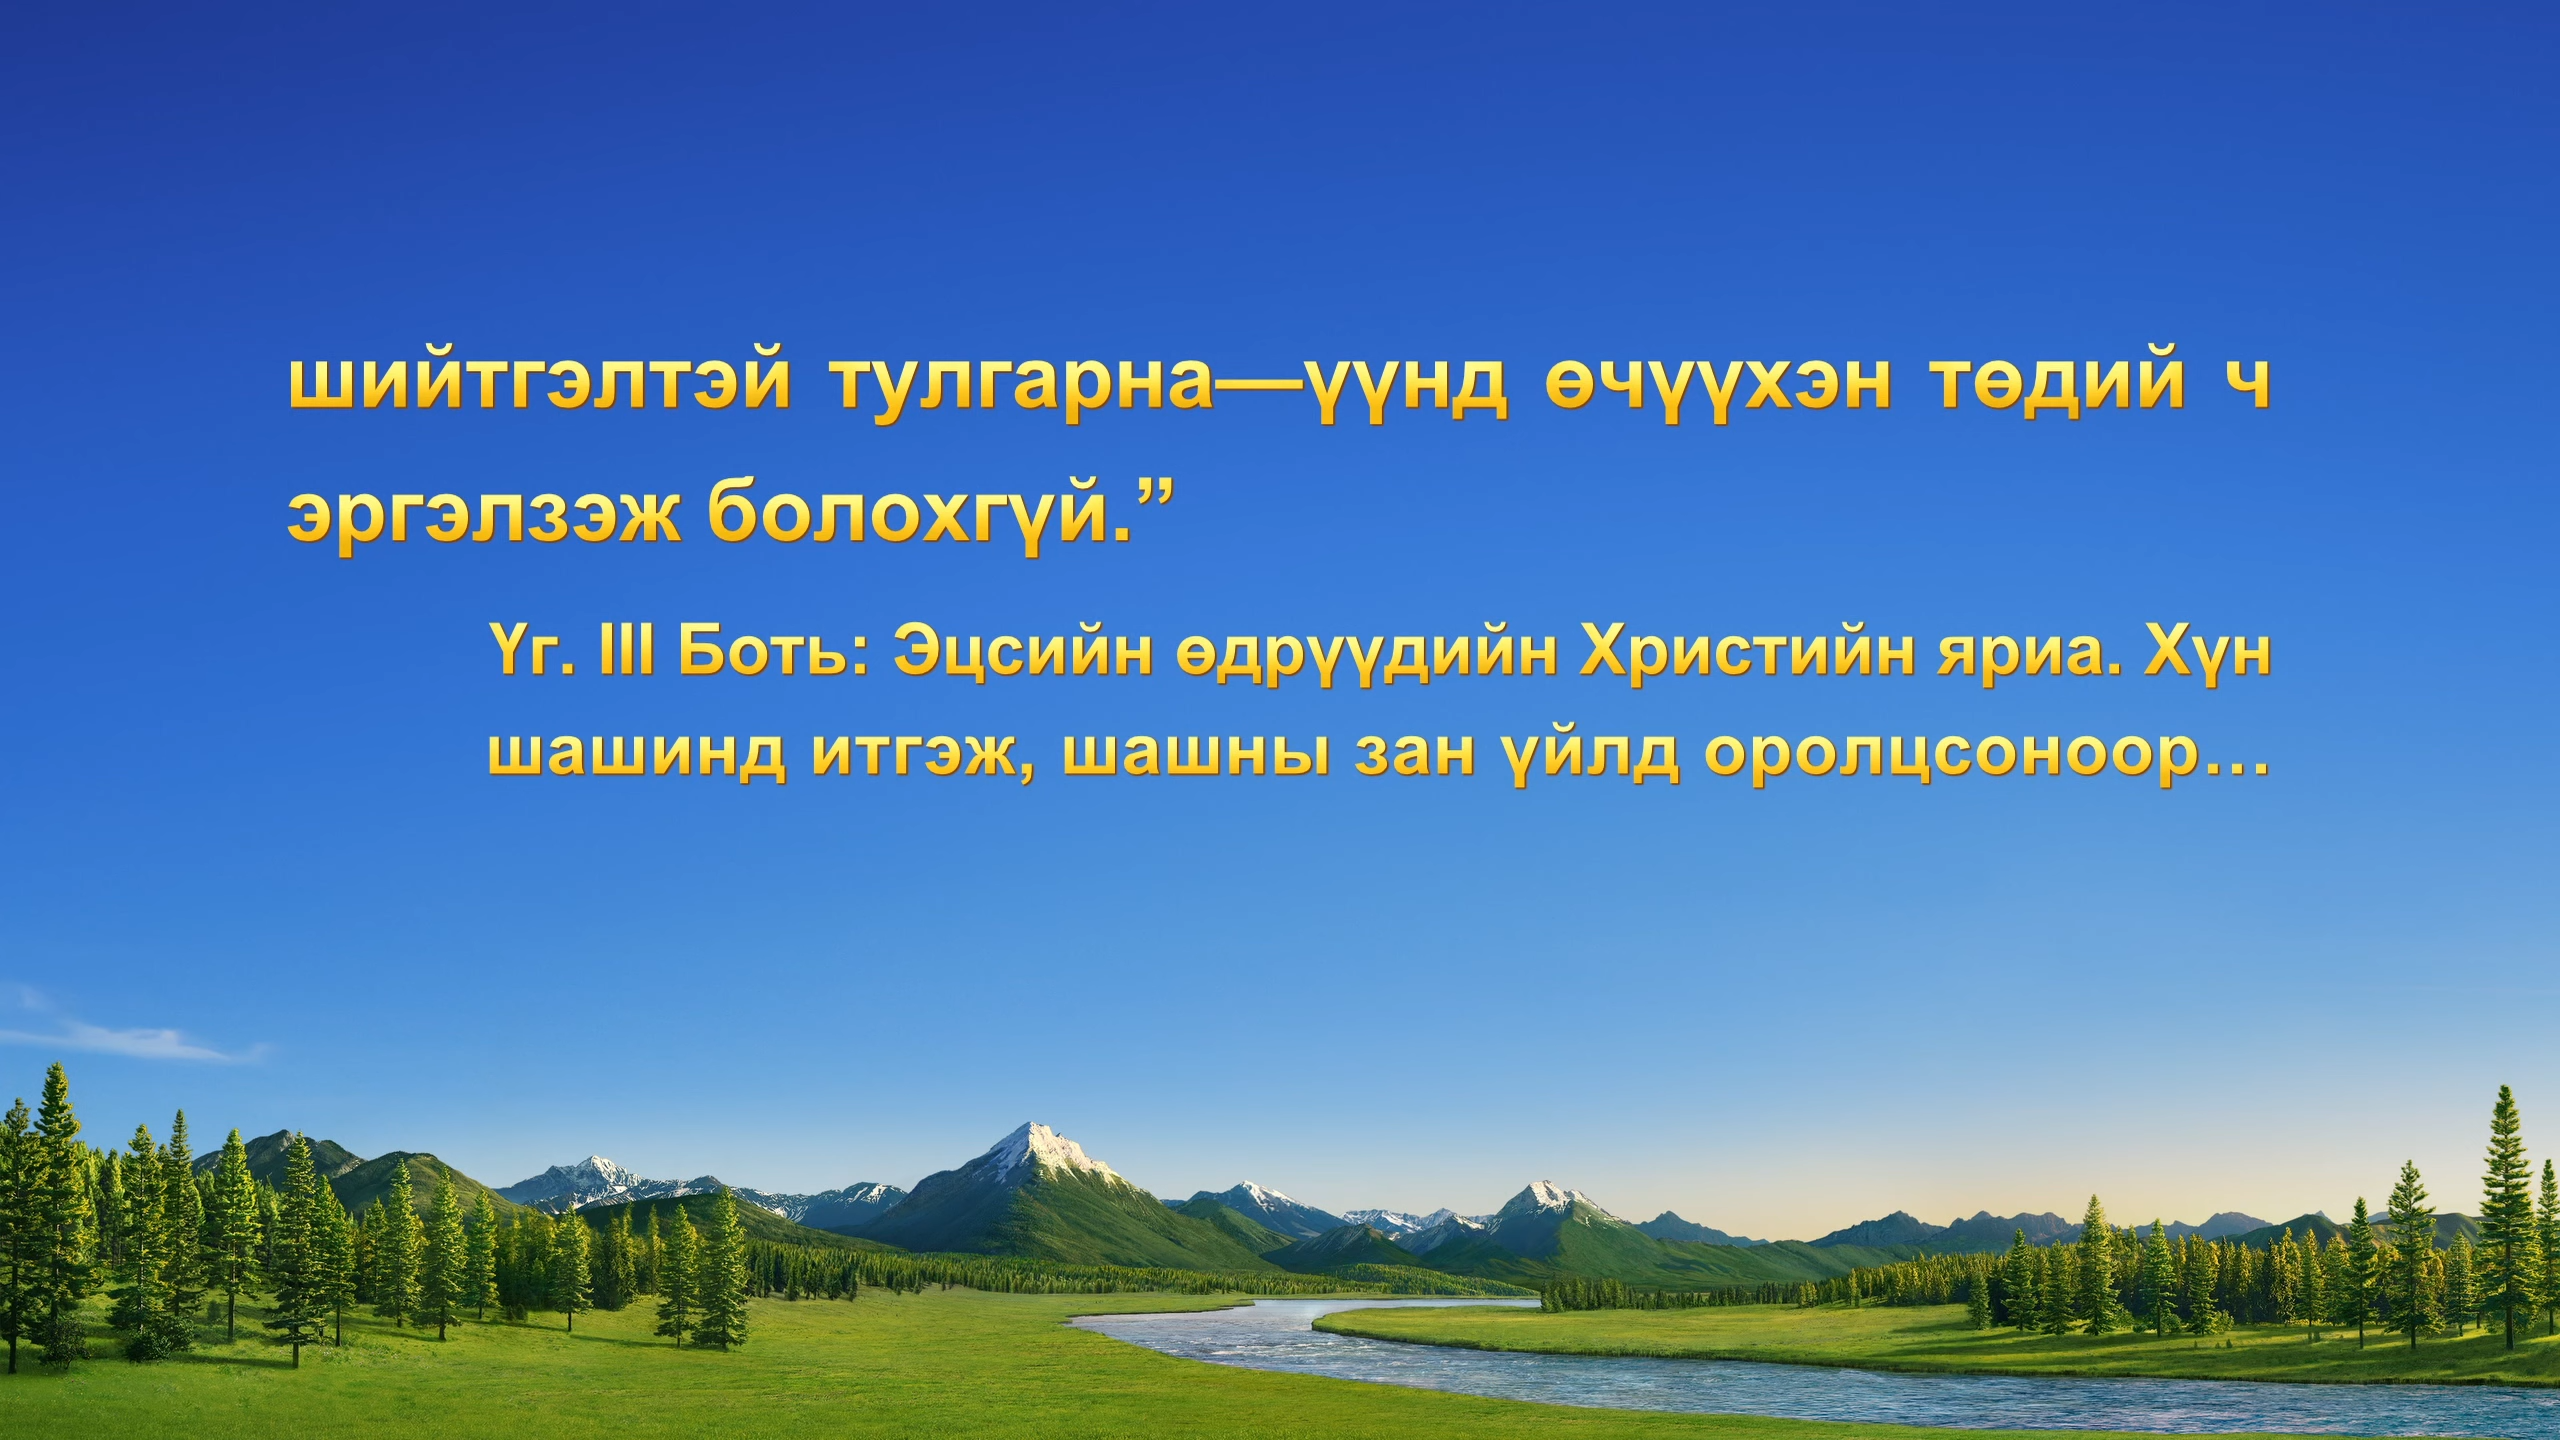 шийтгэлтэй тулгарна—үүнд өчүүхэн төдий ч
эргэлзэж болохгүй.”
Үг. III Боть: Эцсийн өдрүүдийн Христийн яриа. Хүн
шашинд итгэж, шашны зан үйлд оролцсоноор…